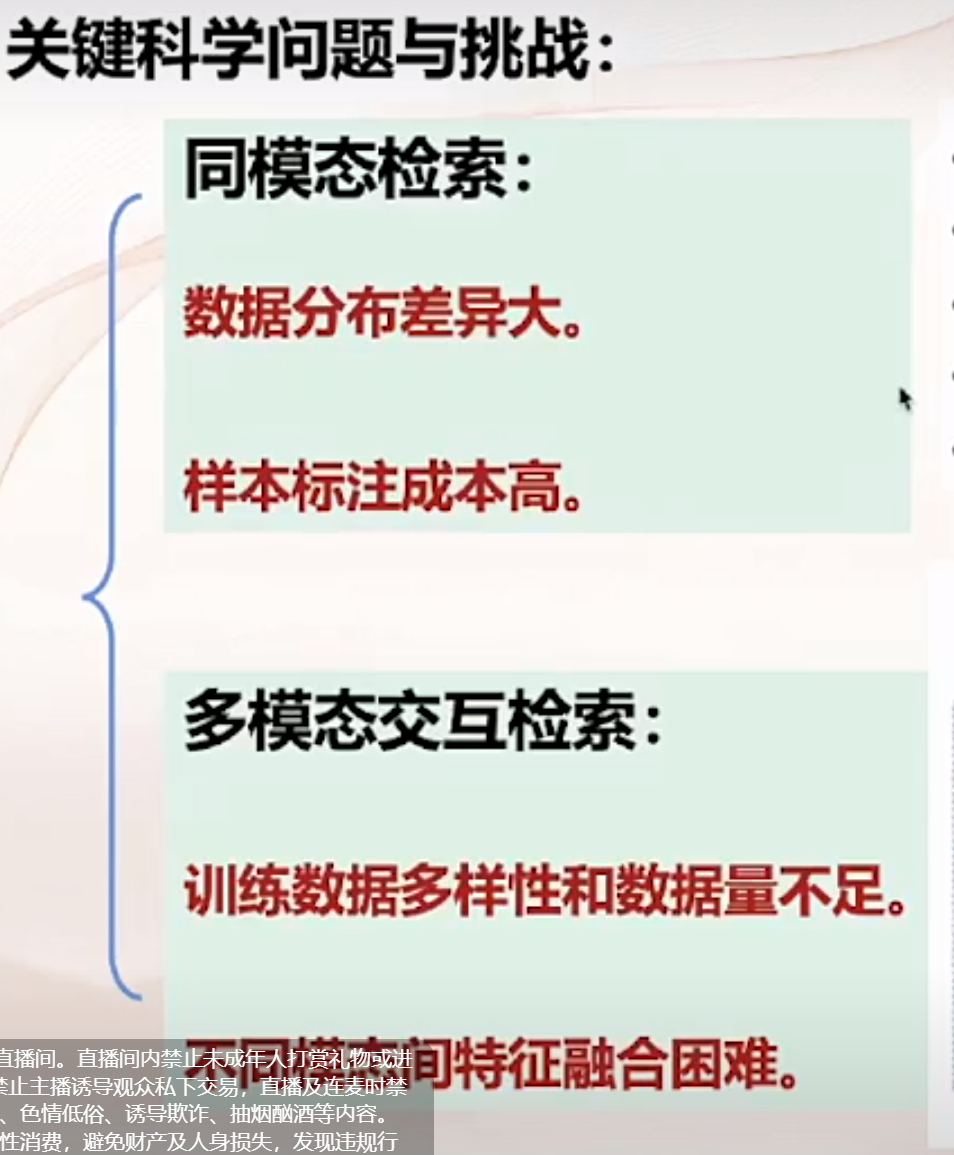 关键科学问题与挑战：
同模态检索：
数据分布差异大。
样本标注成本高。
多模态交互检索：
训练数据多样性和数据量不足。
不同模态间特征融合困难。
直播间。直播间内禁止未成年人打赏礼物或进
禁止主播诱导观众私下交易，直播及连麦时禁
、色情低俗、诱导欺诈、抽烟酗酒等内容。
性消费，避免财产及人身损失，发现违规行